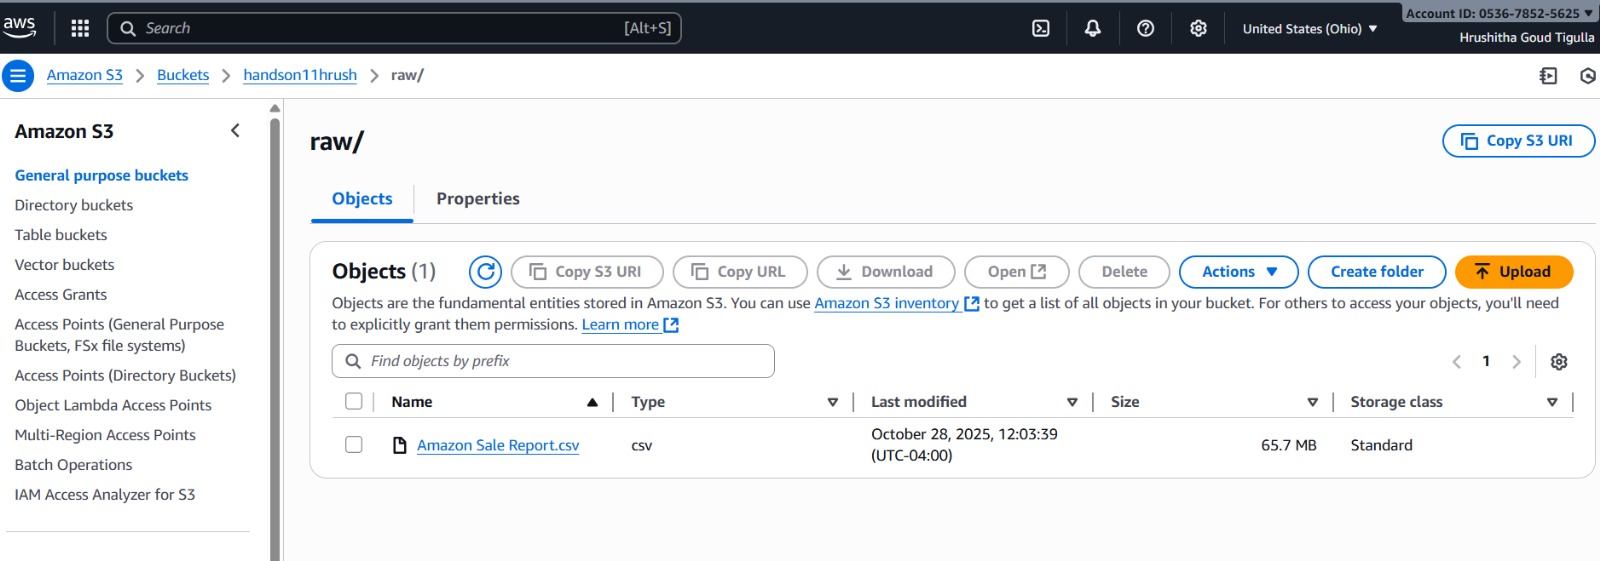 aws
Search
[Alt+S]
United States (Ohio)
Account ID: 0536-7852-5625
Hrushitha Goud Tigulla
Amazon S3
Buckets
handson11hrush
raw/
Amazon S3
General purpose buckets
Directory buckets
Table buckets
Vector buckets
Access Grants
Access Points (General Purpose
Buckets, FSx file systems)
Access Points (Directory Buckets)
Object Lambda Access Points
Multi-Region Access Points
Batch Operations
IAM Access Analyzer for S3
raw/
Copy S3 URI
Objects
Properties
Objects (1)
Copy S3 URI
Copy URL
Download
Open
Delete
Actions
Create folder
Upload
Objects are the fundamental entities stored in Amazon S3. You can use Amazon S3 inventory to get a list of all objects in your bucket. For others to access your objects, you'll need
to explicitly grant them permissions. Learn more
Find objects by prefix
1
Name
Type
Last modified
Size
Storage class
Amazon Sale Report.csv
csv
October 28, 2025, 12:03:39
(UTC-04:00)
65.7 MB
Standard